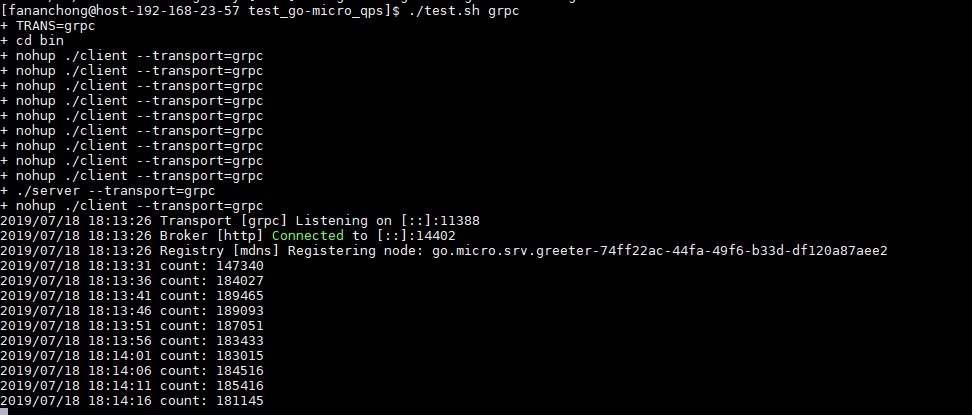 [fananchong@host-192-168-23-57 test_go-micro_qps]$ ./test.sh grpc
+ TRANS=grpc
+ cd bin
+ nohup ./client --transport=grpc
+ nohup ./client --transport=grpc
+ nohup ./client --transport=grpc
+ nohup ./client --transport=grpc
+ nohup ./client --transport=grpc
+ nohup ./client --transport=grpc
+ nohup ./client --transport=grpc
+ nohup ./client --transport=grpc
+ nohup ./client --transport=grpc
+ ./server --transport=grpc
+ nohup ./client --transport=grpc
2019/07/18 18:13:26 Transport [grpc] Listening on [::]:11388
2019/07/18 18:13:26 Broker [http] Connected to [::]:14402
2019/07/18 18:13:26 Registry [mdns] Registering node: go.micro.srv.greeter-74ff22ac-44fa-49f6-b33d-df120a87aee2
2019/07/18 18:13:31 count: 147340
2019/07/18 18:13:36 count: 184027
2019/07/18 18:13:41 count: 189465
2019/07/18 18:13:46 count: 189093
2019/07/18 18:13:51 count: 187051
2019/07/18 18:13:56 count: 183433
2019/07/18 18:14:01 count: 183015
2019/07/18 18:14:06 count: 184516
2019/07/18 18:14:11 count: 185416
2019/07/18 18:14:16 count: 181145